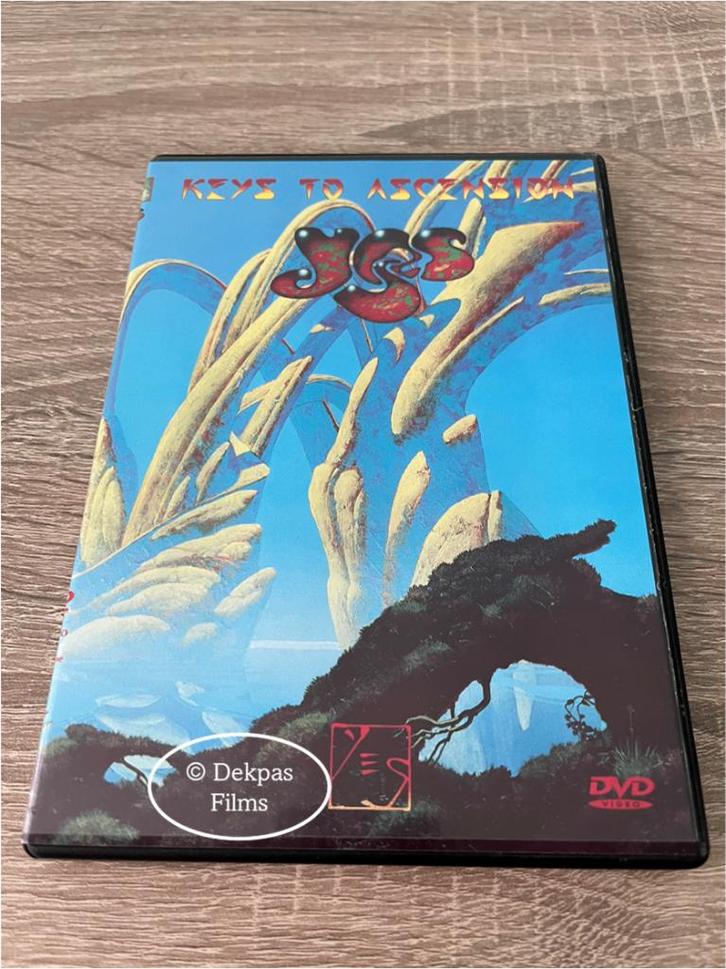 KEYS TO ASCENSION
YES
YES
© Dekpas
Films
DVD
VIDEO